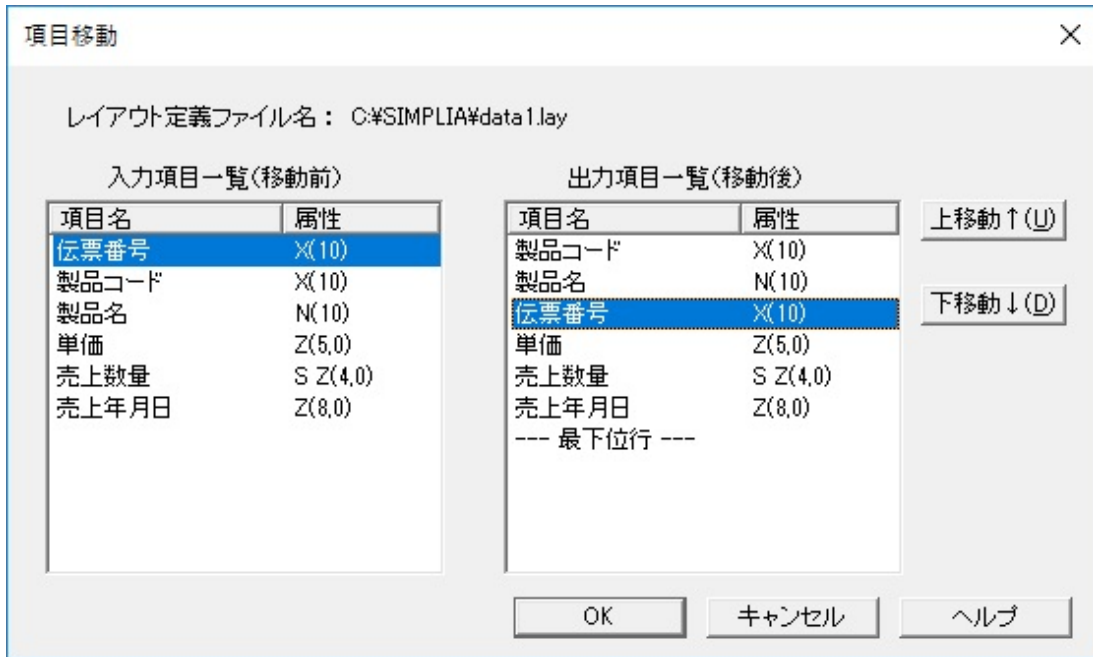 項目移動
レイアウト定義ファイル名： C:¥SIMPLIA¥data1.lay
入力項目一覧(移動前)
項目名 属性
伝票番号 X(10)
製品コード X(10)
製品名 N(10)
単価 Z(5,0)
売上数量 S Z(4,0)
売上年月日 Z(8,0)
出力項目一覧(移動後)
項目名 属性
製品コード X(10)
製品名 N(10)
伝票番号 X(10)
単価 Z(5,0)
売上数量 S Z(4,0)
売上年月日 Z(8,0)
--- 最下位行 ---
上移動↑(U)
下移動↓(D)
OK キャンセル ヘルプ